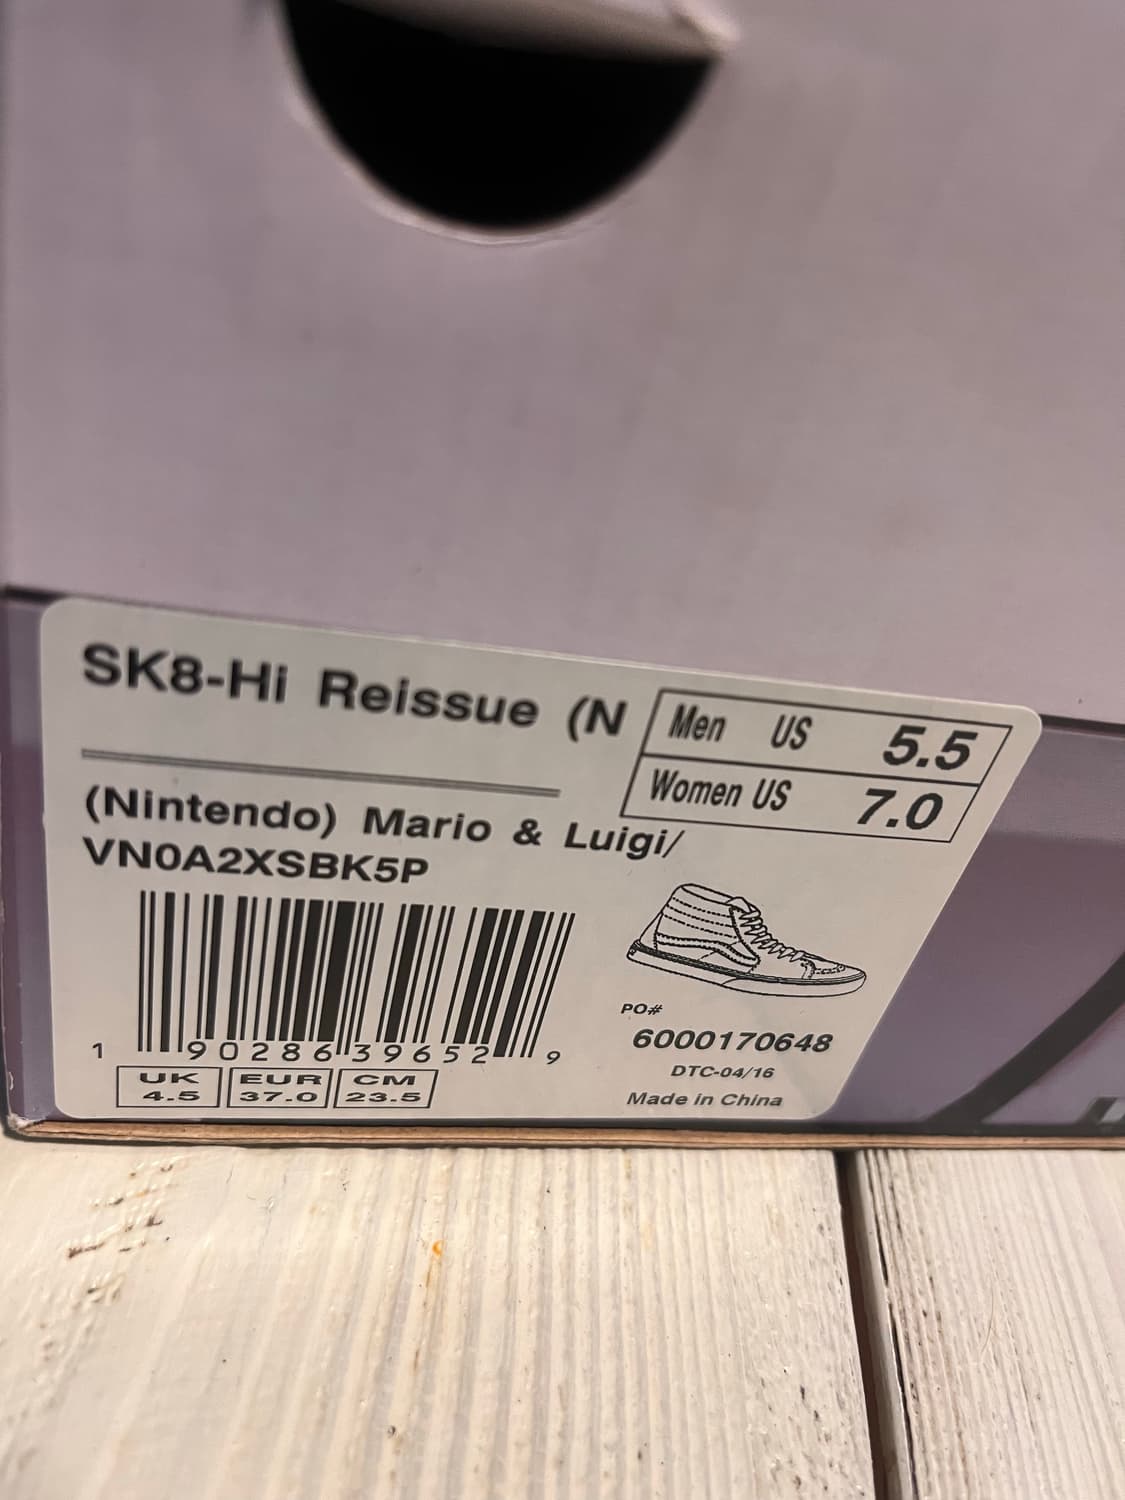 SK8-Hi Reissue (N
Men US 5.5
Women US 7.0
(Nintendo) Mario & Luigi/
VN0A2XSBK5P
1 90286 39652 9
UK EUR CM
4.5 37.0 23.5
PO#
6000170648
DTC-04/16
Made in China